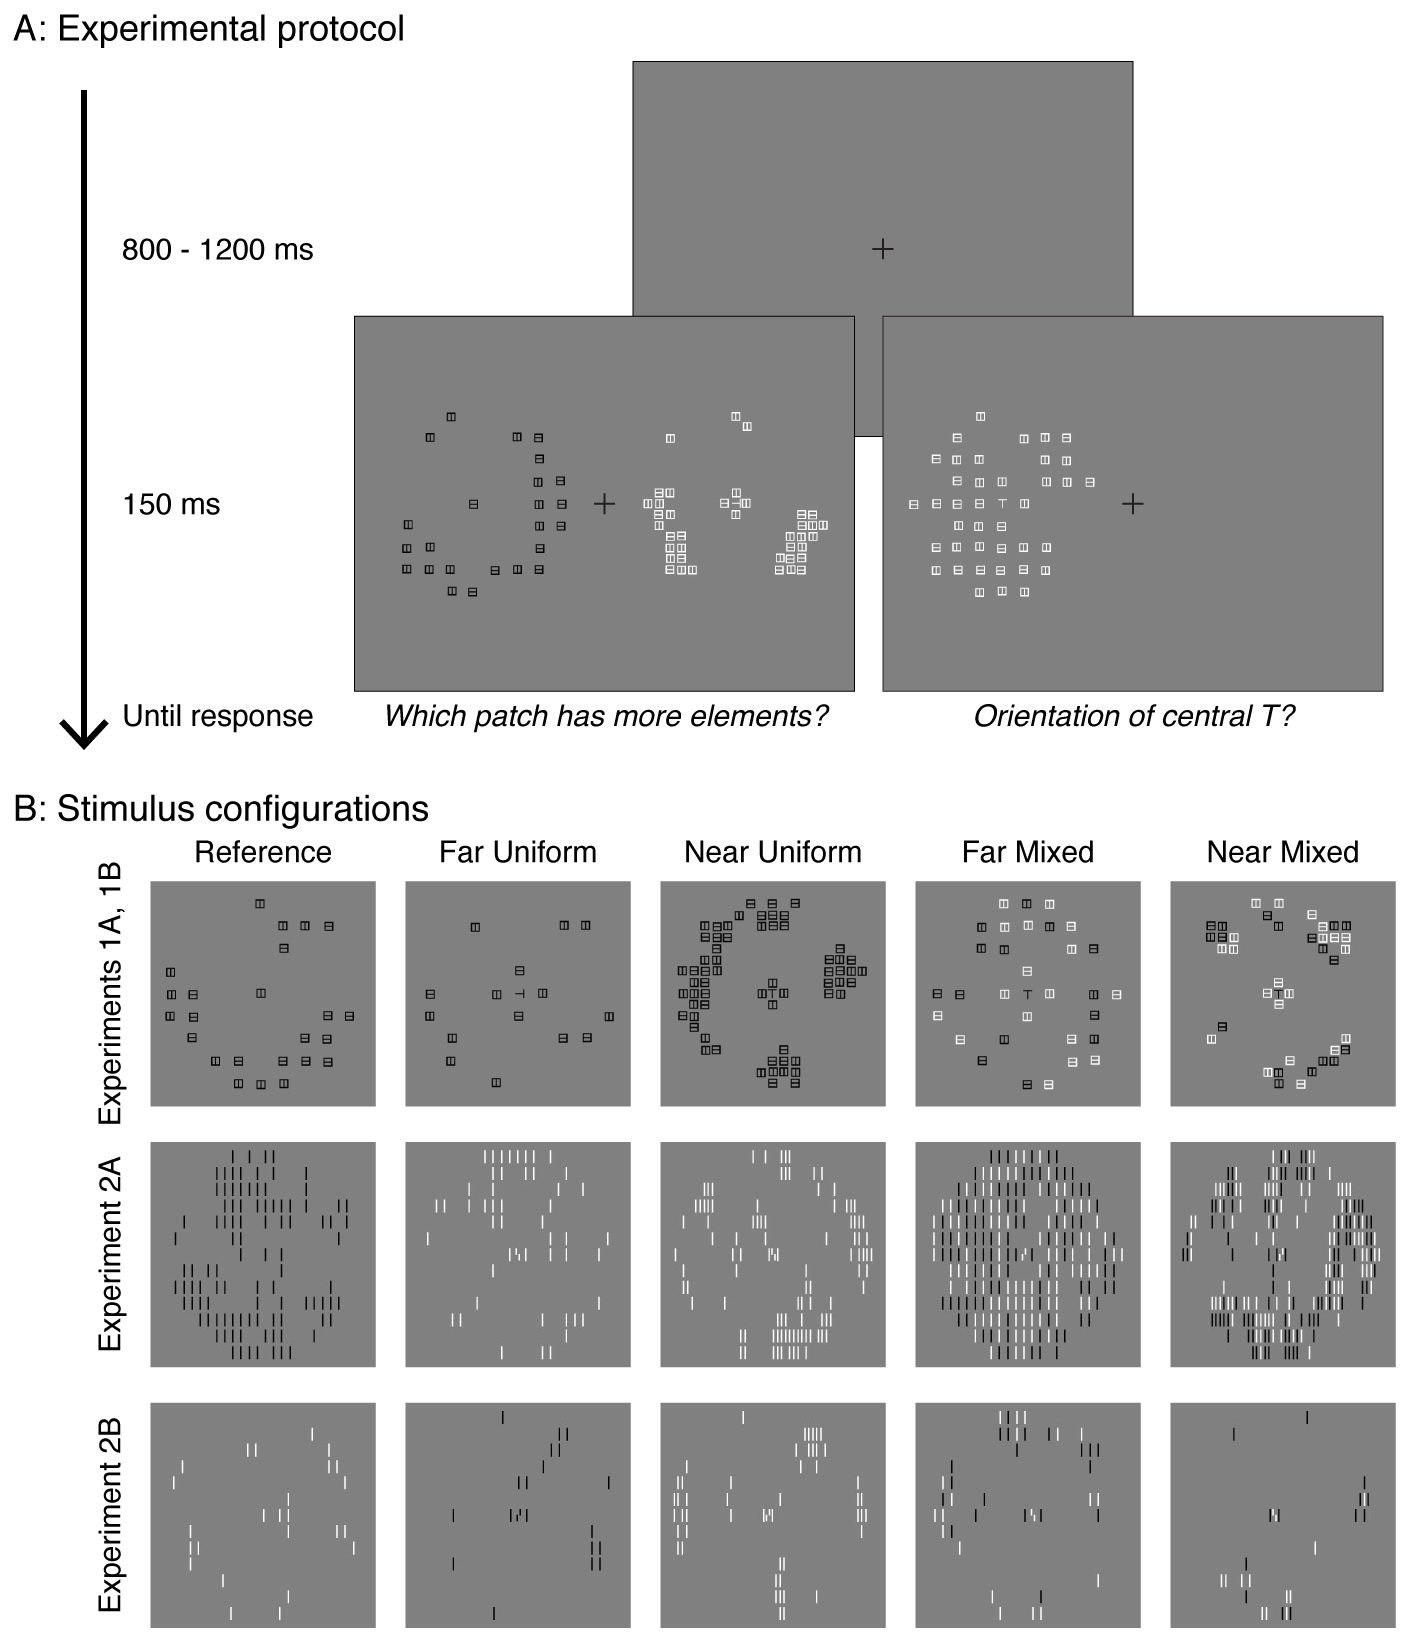 A: Experimental protocol
800 - 1200 ms
150 ms
Until response
Which patch has more elements?
Orientation of central T?
B: Stimulus configurations
Reference
Far Uniform
Near Uniform
Far Mixed
Near Mixed
Experiments 1A, 1B
Experiment 2A
Experiment 2B